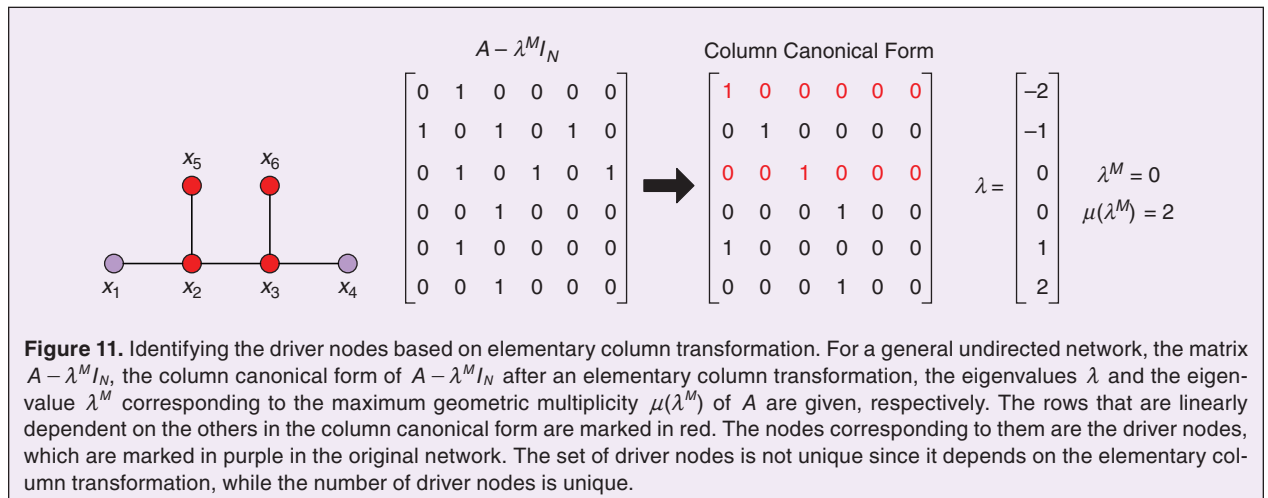 A – λᴹI_N
Column Canonical Form
0 1 0 0 0 0
1 0 1 0 1 0
0 1 0 1 0 1
0 0 1 0 0 0
0 1 0 0 0 0
0 0 1 0 0 0
1 0 0 0 0 0
0 1 0 0 0 0
0 0 1 0 0 0
0 0 0 1 0 0
1 0 0 0 0 0
0 0 0 1 0 0
λ =
–2
–1
0
0
1
2
λᴹ = 0
μ(λᴹ) = 2
x₅ x₆
x₁ x₂ x₃ x₄
Figure 11. Identifying the driver nodes based on elementary column transformation. For a general undirected network, the matrix
A – λᴹI_N, the column canonical form of A – λᴹI_N after an elementary column transformation, the eigenvalues λ and the eigen-
value λᴹ corresponding to the maximum geometric multiplicity μ(λᴹ) of A are given, respectively. The rows that are linearly
dependent on the others in the column canonical form are marked in red. The nodes corresponding to them are the driver nodes,
which are marked in purple in the original network. The set of driver nodes is not unique since it depends on the elementary col-
umn transformation, while the number of driver nodes is unique.